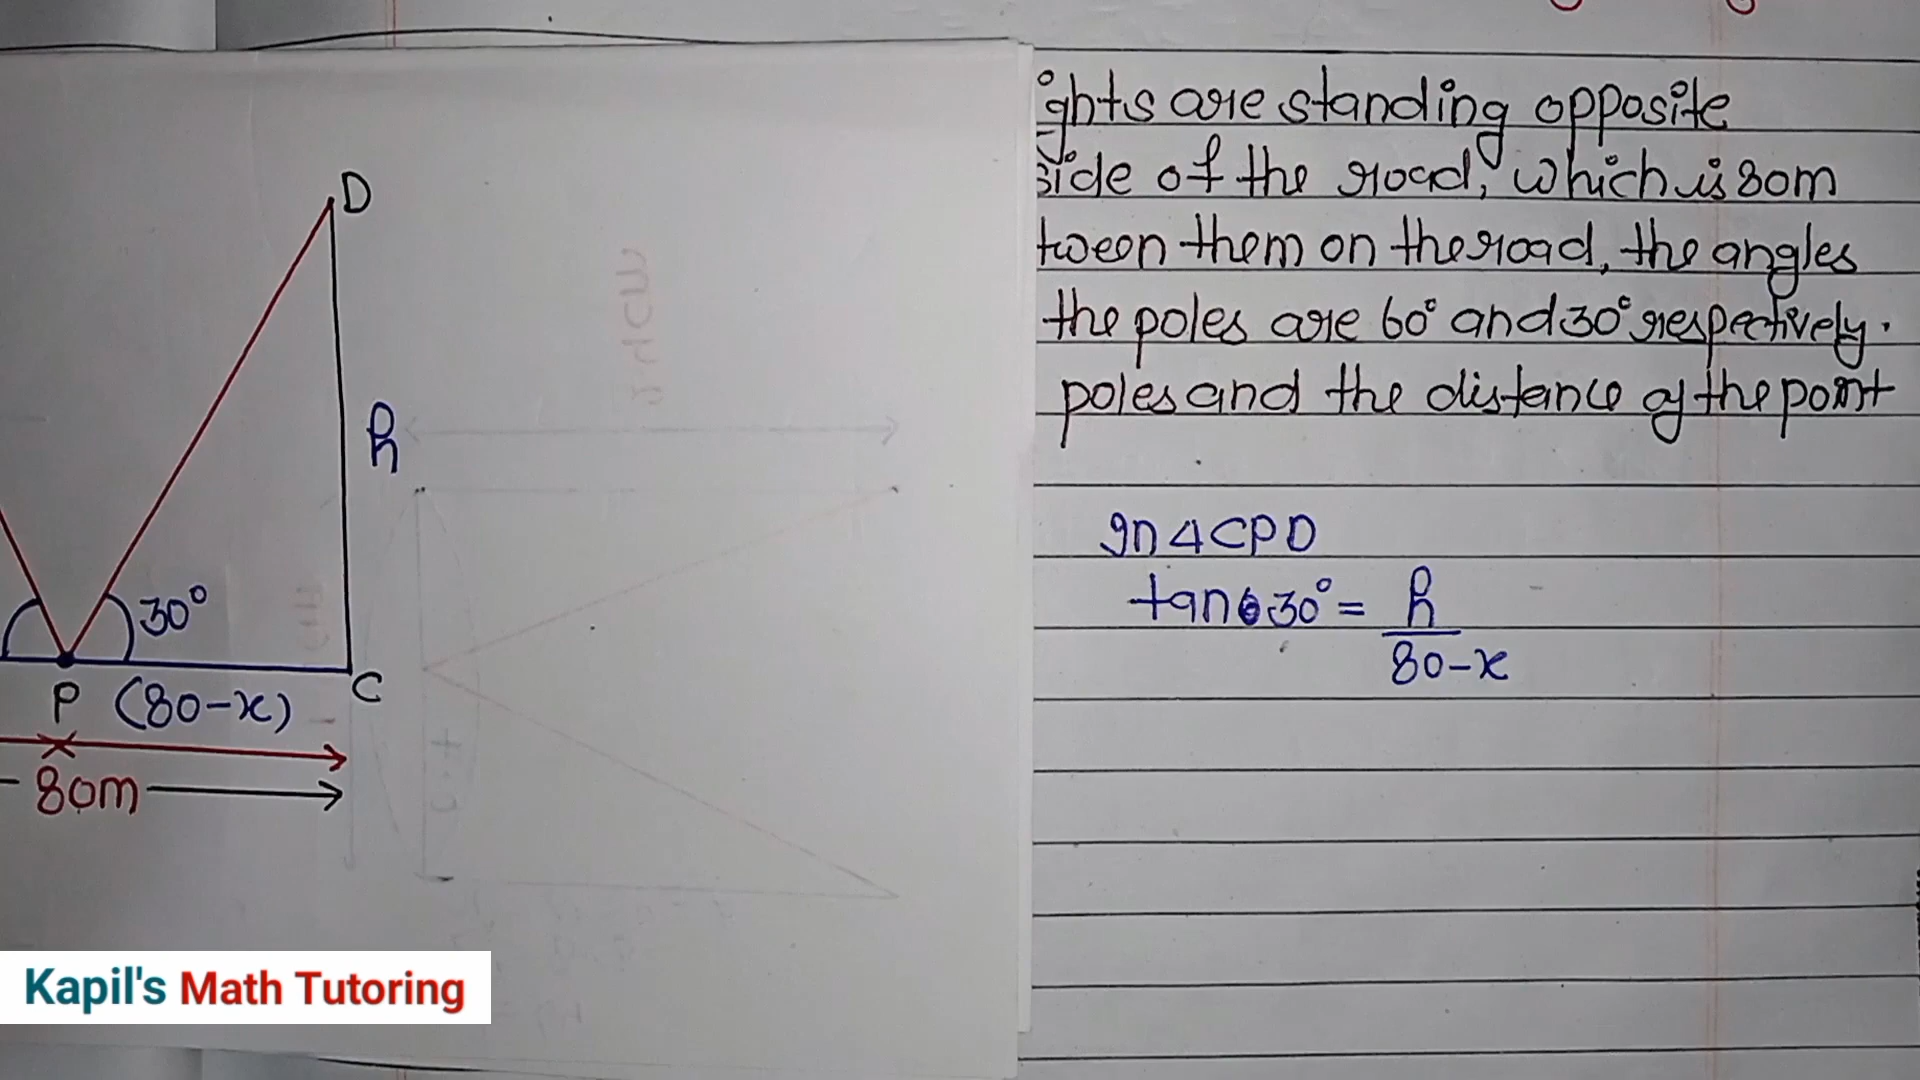 ights are standing opposite
side of the road, which is 80m
tween them on the road, the angles
the poles are 60° and 30° respectively.
poles and the distance of the point
D
h
30°
P (80-x) C
80m
In △CPD
tan 30° = h
80-x
Kapil's Math Tutoring